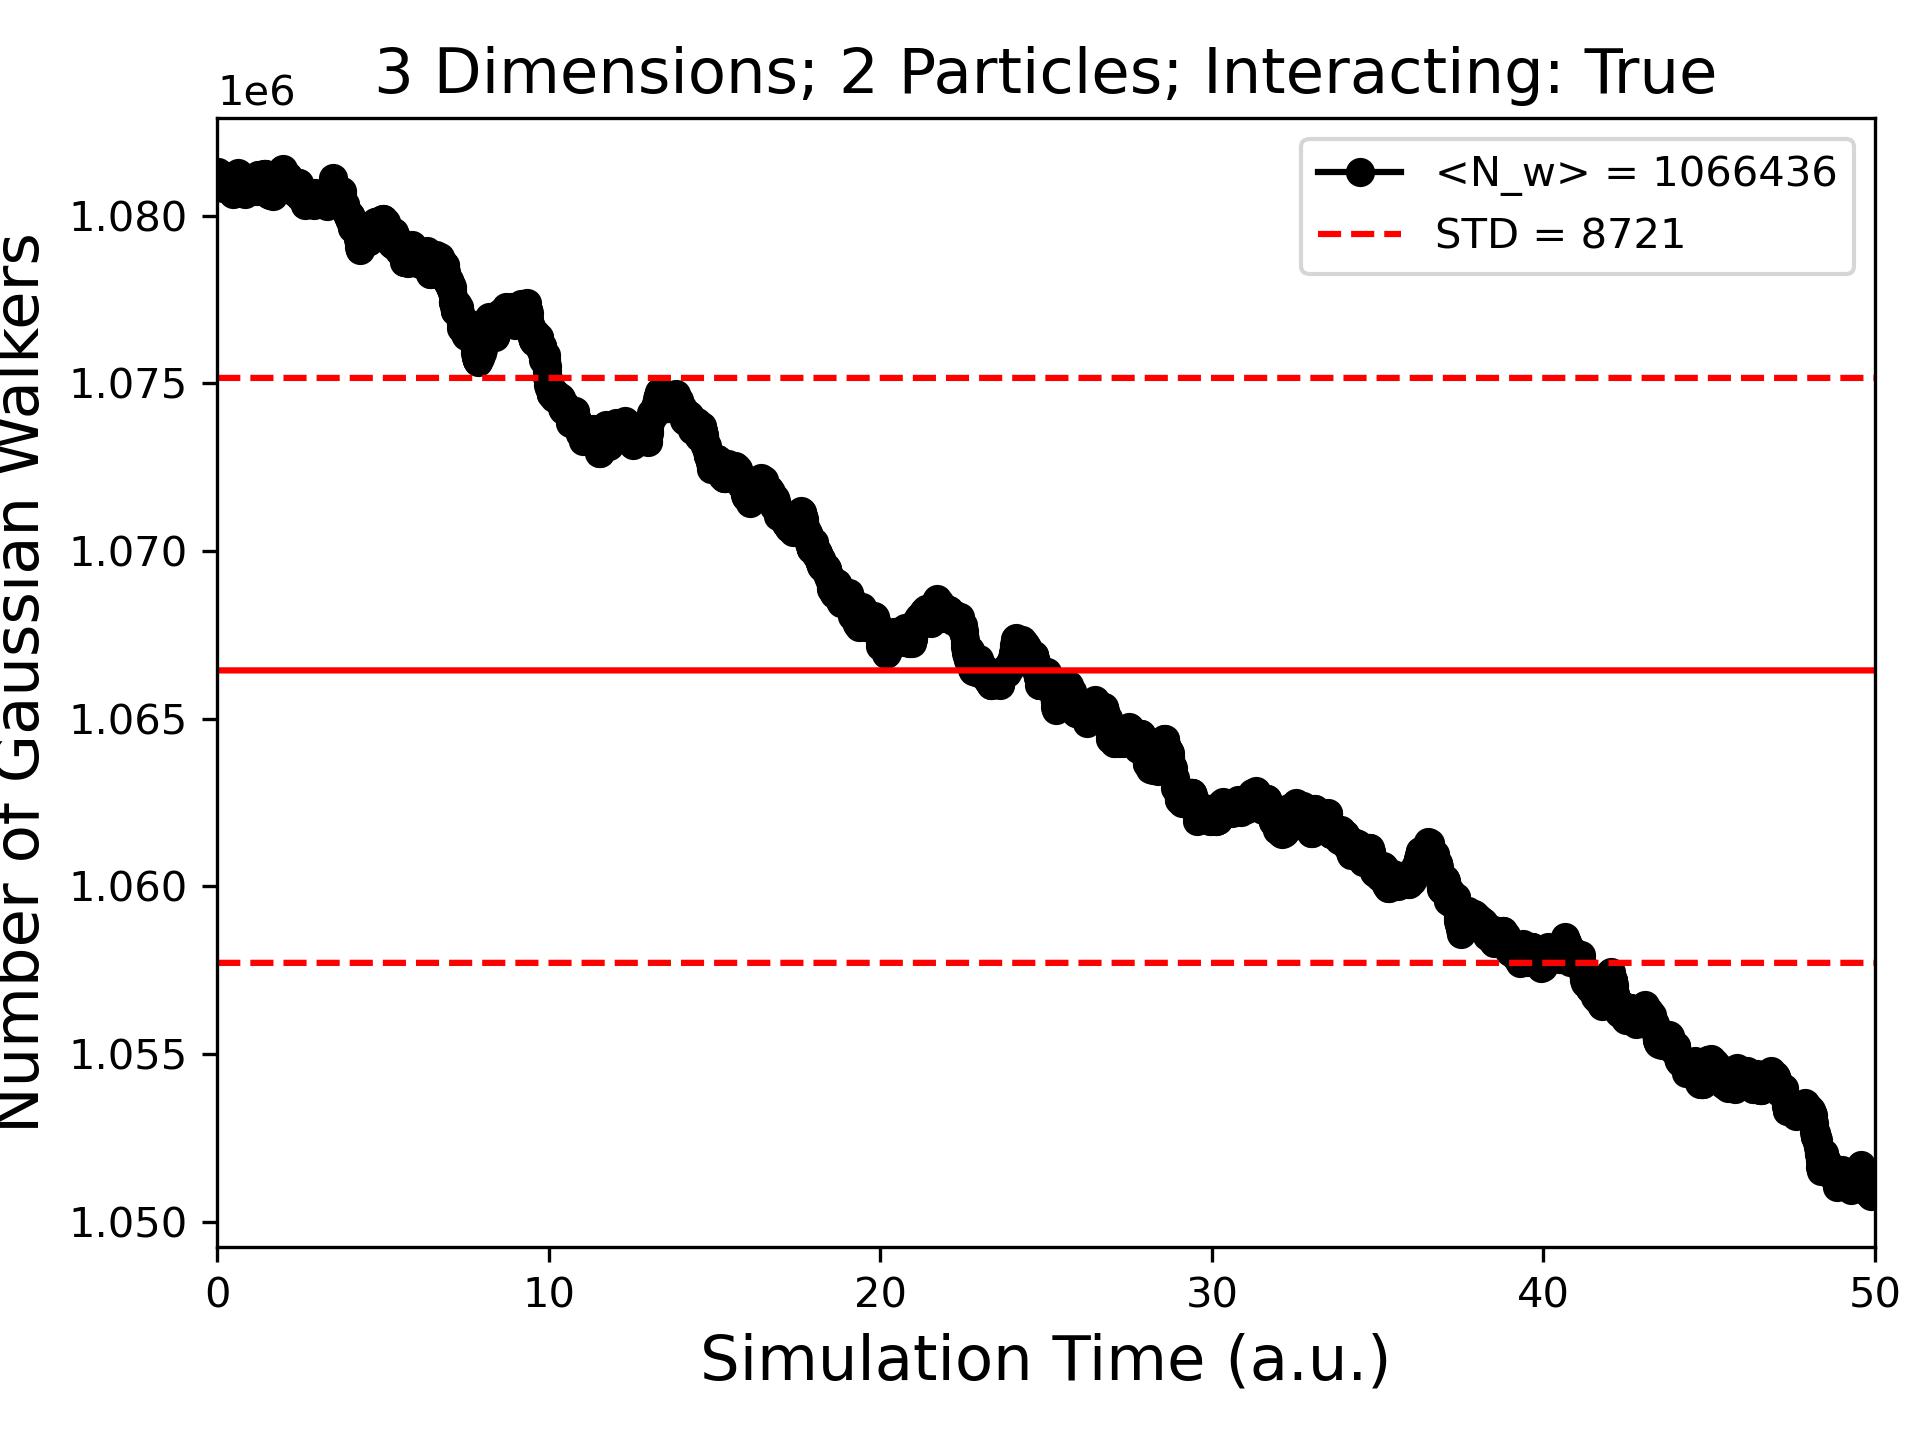 3 Dimensions; 2 Particles; Interacting: True
1e6
<N_w> = 1066436
STD = 8721
Number of Gaussian Walkers
1.080
1.075
1.070
1.065
1.060
1.055
1.050
0 10 20 30 40 50
Simulation Time (a.u.)